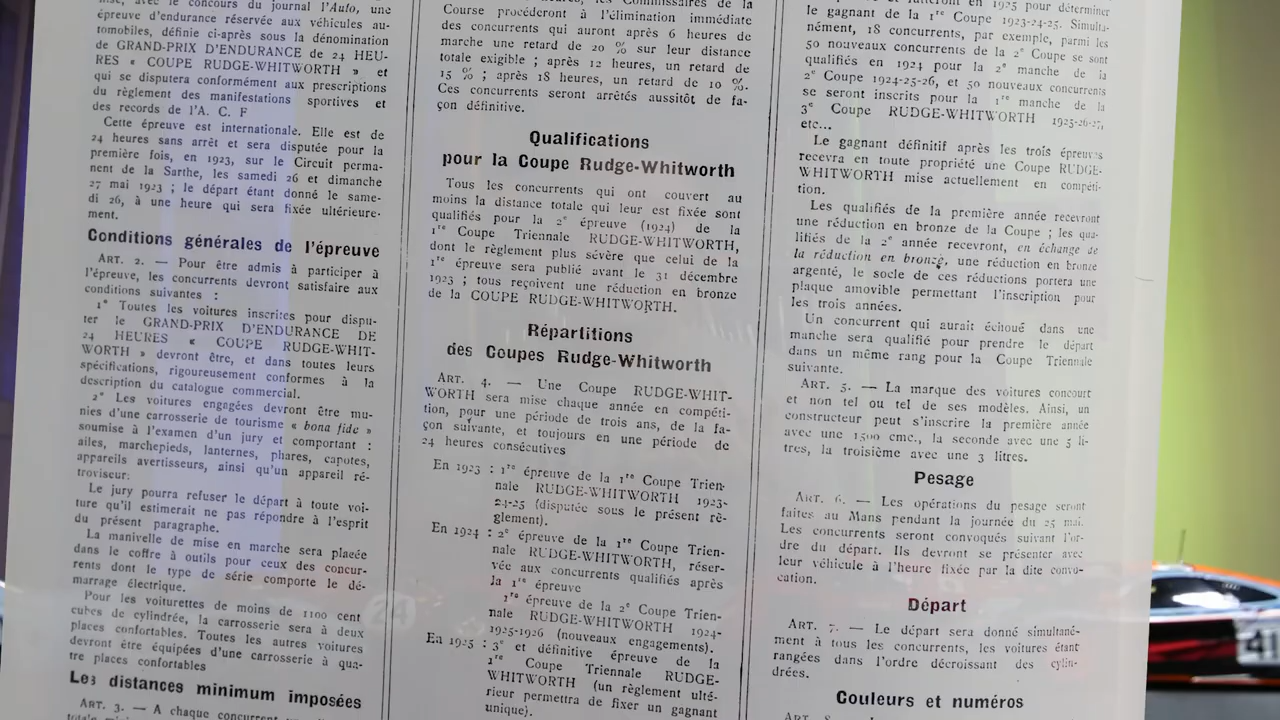 avec le concours du journal l'Auto, une
épreuve d'endurance réservée aux véhicules au-
tomobiles, définie ci-après sous la dénomination
de GRAND-PRIX D'ENDURANCE de 24 HEU-
RES « COUPE RUDGE-WHITWORTH » et
qui se disputera conformément aux prescriptions
du règlement des manifestations sportives et
des records de l'A. C. F
Cette épreuve est internationale. Elle est de
24 heures sans arrêt et sera disputée pour la
première fois, en 1923, sur le Circuit perma-
nent de la Sarthe, les samedi 26 et dimanche
27 mai 1923 ; le départ étant donné le same-
di 26, à une heure qui sera fixée ultérieure-
ment.
Conditions générales de l'épreuve
ART. 2. — Pour être admis à participer à
l'épreuve, les concurrents devront satisfaire aux
conditions suivantes :
1° Toutes les voitures inscrites pour dispu-
ter le GRAND-PRIX D'ENDURANCE DE
24 HEURES « COUPE RUDGE-WHIT-
WORTH » devront être, et dans toutes leurs
spécifications, rigoureusement conformes à la
description du catalogue commercial.
2° Les voitures engagées devront être mu-
nies d'une carrosserie de tourisme « bona fide »
soumise à l'examen d'un jury et comportant :
ailes, marchepieds, lanternes, phares, capotes,
appareils avertisseurs, ainsi qu'un appareil ré-
troviseur.
Le jury pourra refuser le départ à toute voi-
ture qu'il estimerait ne pas répondre à l'esprit
du présent paragraphe.
La manivelle de mise en marche sera placée
dans le coffre à outils pour ceux des concur-
rents dont le type de série comporte le dé-
marrage électrique.
Pour les voiturettes de moins de 1100 cent
cubes de cylindrée, la carrosserie sera à deux
places confortables. Toutes les autres voitures
devront être équipées d'une carrosserie à qua-
tre places confortables
Les distances minimum imposées
ART. 3. — A chaque concurrent
Course procéderont à l'élimination immédiate
des concurrents qui auront après 6 heures de
marche une retard de 20 % sur leur distance
totale exigible ; après 12 heures, un retard de
15 % ; après 18 heures, un retard de 10 %.
Ces concurrents seront arrêtés aussitôt de fa-
çon définitive.
Qualifications
pour la Coupe Rudge-Whitworth
Tous les concurrents qui ont couvert au
moins la distance totale qui leur est fixée sont
qualifiés pour la 2e épreuve (1924) de la
1re Coupe Triennale RUDGE-WHITWORTH,
dont le règlement plus sévère que celui de la
1re épreuve sera publié avant le 31 décembre
1923 ; tous reçoivent une réduction en bronze
de la COUPE RUDGE-WHITWORTH.
Répartitions
des Coupes Rudge-Whitworth
ART. 4. — Une Coupe RUDGE-WHIT-
WORTH sera mise chaque année en compéti-
tion, pour une période de trois ans, de la fa-
çon suivante, et toujours en une période de
24 heures consécutives
En 1923 : 1re épreuve de la 1re Coupe Trien-
nale RUDGE-WHITWORTH 1923-
24-25 (disputée sous le présent rè-
glement).
En 1924 : 2e épreuve de la 1re Coupe Trien-
nale RUDGE-WHITWORTH, réser-
vée aux concurrents qualifiés après
la 1re épreuve
1re épreuve de la 2e Coupe Trien-
nale RUDGE-WHITWORTH 1924-
1925-1926 (nouveaux engagements).
En 1925 : 3e et définitive épreuve de la
1re Coupe Triennale RUDGE-
WHITWORTH (un règlement ulté-
rieur permettra de fixer un gagnant
unique).
en 1925 pour déterminer
le gagnant de la 1re Coupe 1923-24-25. Simulta-
nément, 18 concurrents, par exemple, parmi les
50 nouveaux concurrents de la 2e Coupe se sont
qualifiés en 1924 pour la 2e manche de la
2e Coupe 1924-25-26, et 50 nouveaux concurrents
se seront inscrits pour la 1re manche de la
3e Coupe RUDGE-WHITWORTH 1925-26-27,
etc...
Le gagnant définitif après les trois épreuves
recevra en toute propriété une Coupe RUDGE-
WHITWORTH mise actuellement en compéti-
tion.
Les qualifiés de la première année recevront
une réduction en bronze de la Coupe ; les qua-
lifiés de la 2e année recevront, en échange de
la réduction en bronze, une réduction en bronze
argenté, le socle de ces réductions portera une
plaque amovible permettant l'inscription pour
les trois années.
Un concurrent qui aurait échoué dans une
manche sera qualifié pour prendre le départ
dans un même rang pour la Coupe Triennale
suivante.
ART. 5. — La marque des voitures concourt
et non tel ou tel de ses modèles. Ainsi, un
constructeur peut s'inscrire la première année
avec une 1500 cmc., la seconde avec une 5 li-
tres, la troisième avec une 3 litres.
Pesage
ART. 6. — Les opérations du pesage seront
faites au Mans pendant la journée du 25 mai.
Les concurrents seront convoqués suivant l'or-
dre du départ. Ils devront se présenter avec
leur véhicule à l'heure fixée par la dite convo-
cation.
Départ
ART. 7. — Le départ sera donné simultané-
ment à tous les concurrents, les voitures étant
rangées dans l'ordre décroissant des cylin-
drées.
Couleurs et numéros
ART. 8.
41
24